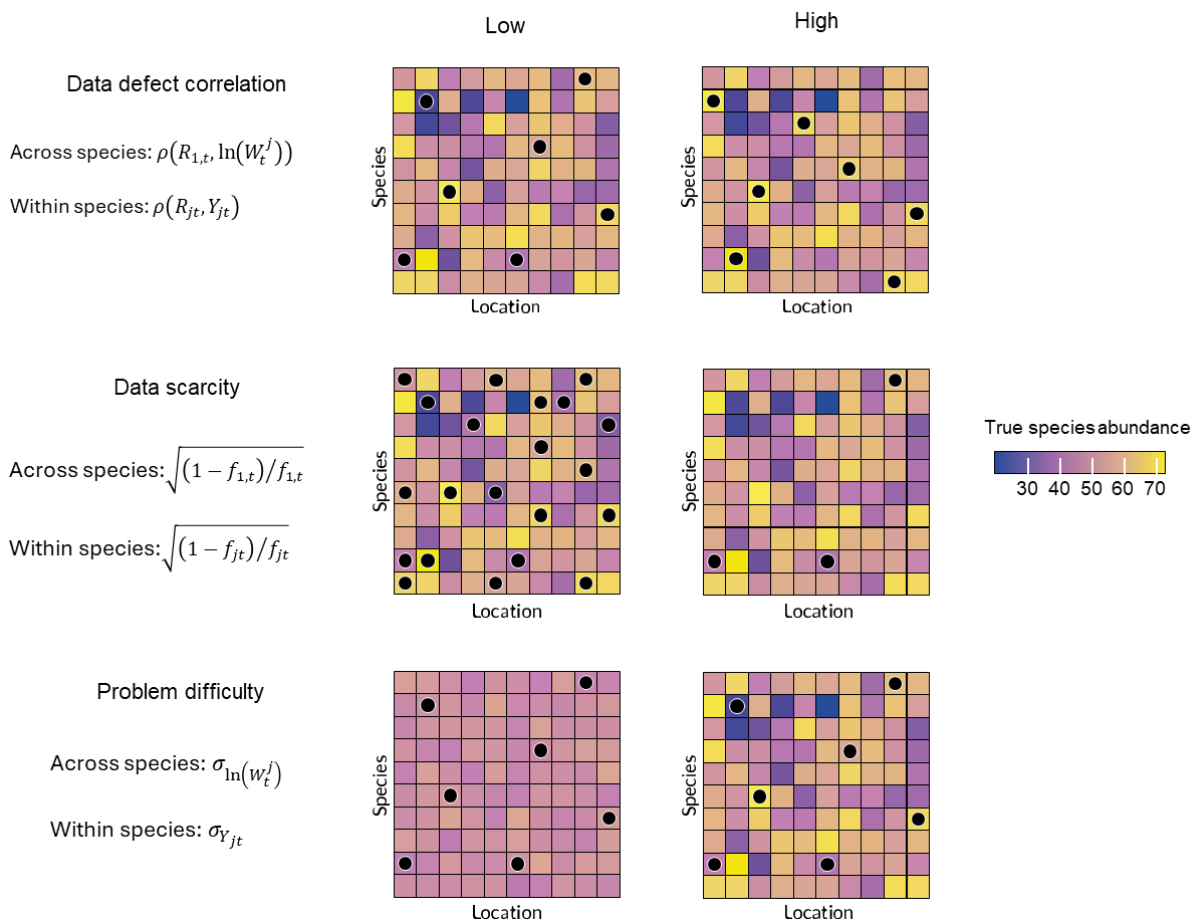 Low
High
Data defect correlation
Across species: ρ(R₁,ₜ, ln(Wₜʲ))
Within species: ρ(Rⱼₜ, Yⱼₜ)
Species
Location
Species
Location
Data scarcity
Across species: √((1 − f₁,ₜ)/f₁,ₜ)
Within species: √((1 − fⱼₜ)/fⱼₜ)
Species
Location
Species
Location
True species abundance
30 40 50 60 70
Problem difficulty
Across species: σ_ln(Wₜʲ)
Within species: σ_Yⱼₜ
Species
Location
Species
Location